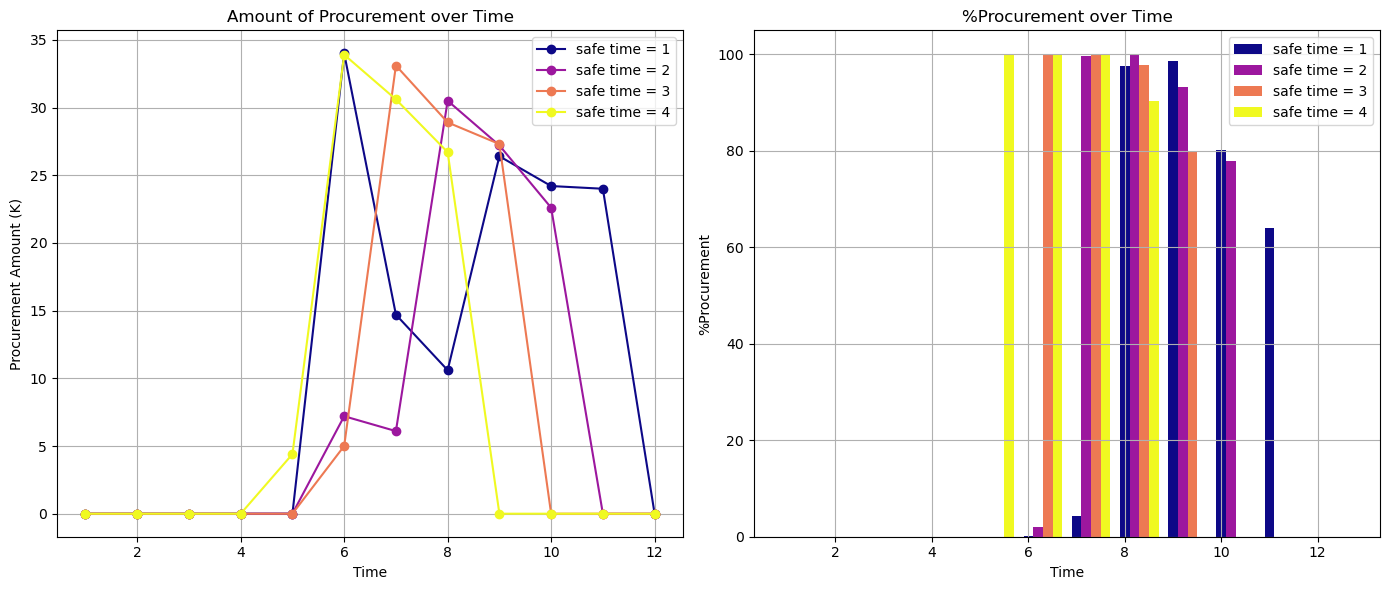 Amount of Procurement over Time
35
30
25
20
15
10
5
0
Procurement Amount (K)
2 4 6 8 10 12
Time
safe time = 1
safe time = 2
safe time = 3
safe time = 4
%Procurement over Time
100
80
60
40
20
0
%Procurement
2 4 6 8 10 12
Time
safe time = 1
safe time = 2
safe time = 3
safe time = 4